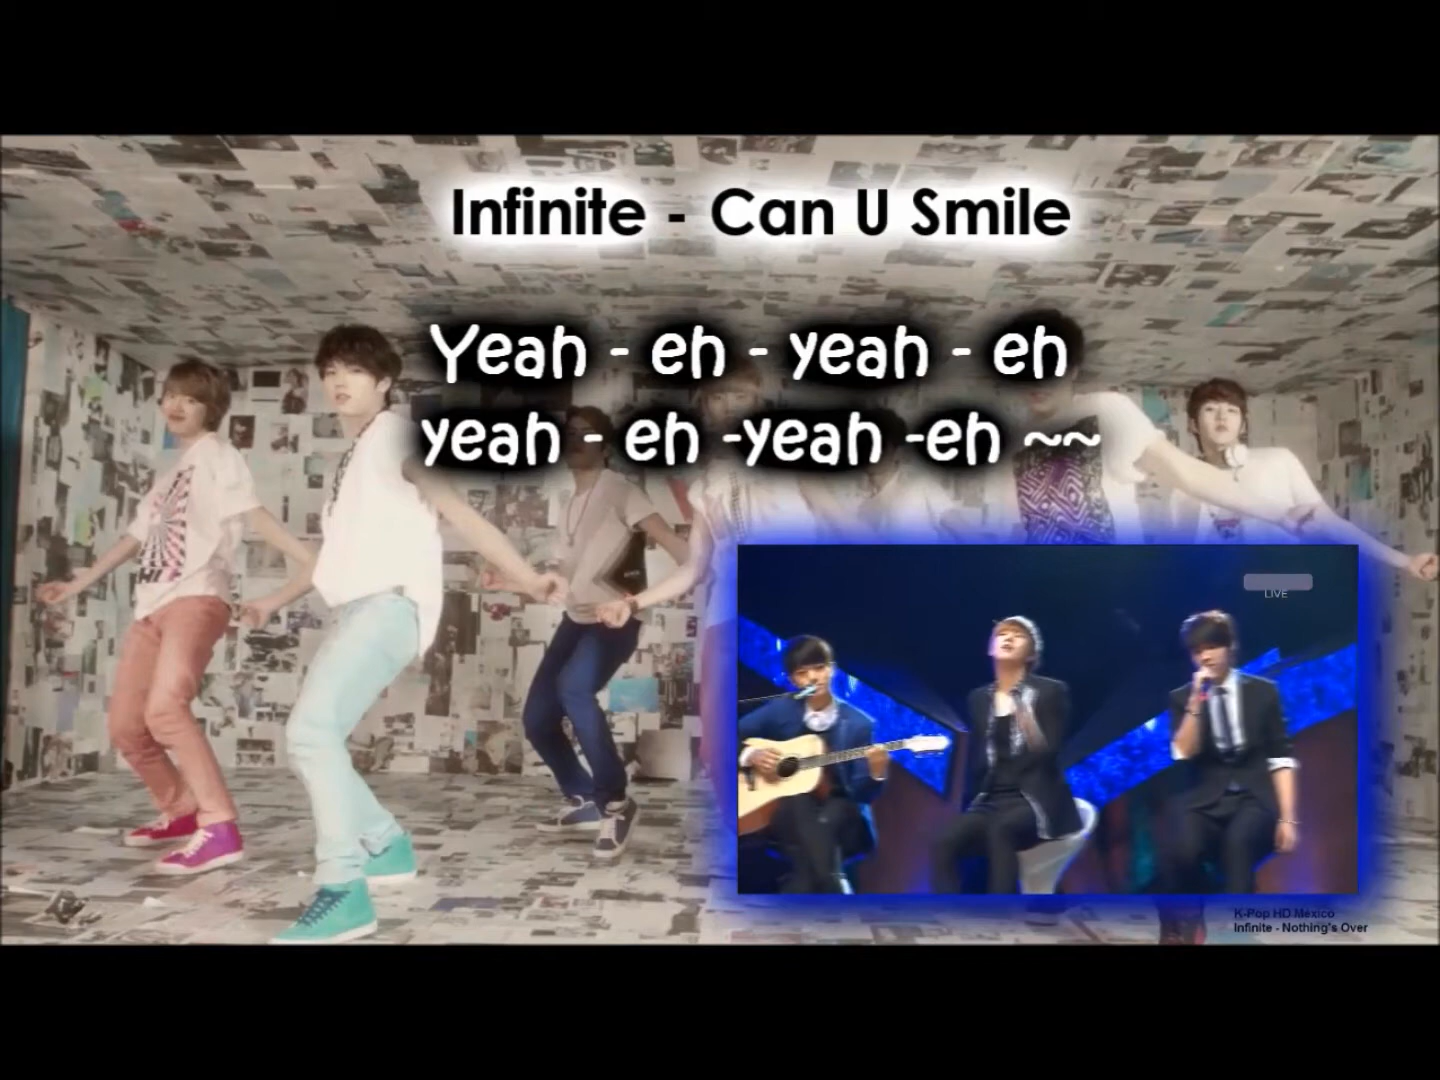 Infinite - Can U Smile
Yeah - eh - yeah - eh
yeah - eh -yeah -eh ~~
LIVE
K-Pop HD México
Infinite - Nothing's Over